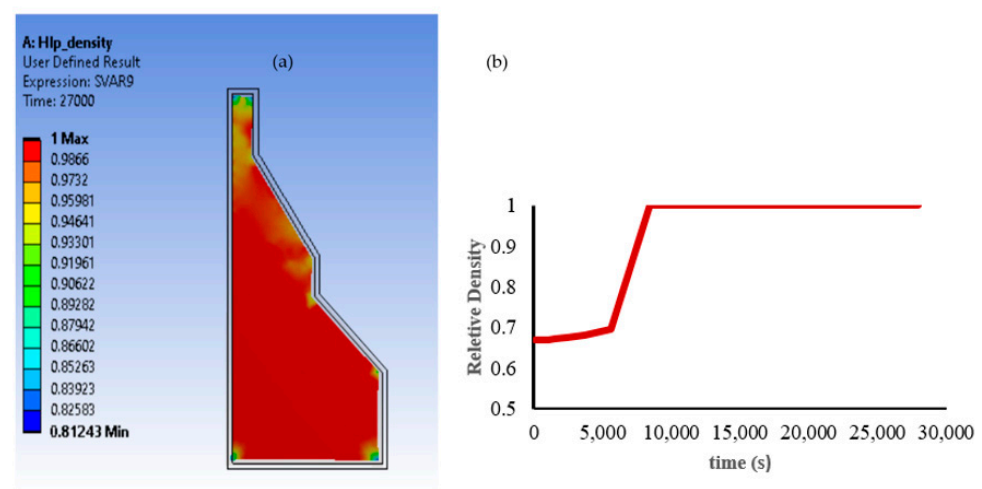 A: HIp_density
User Defined Result
Expression: SVAR9
Time: 27000
(a)
1 Max
0.9866
0.9732
0.95981
0.94641
0.93301
0.91961
0.90622
0.89282
0.87942
0.86602
0.85263
0.83923
0.82583
0.81243 Min
(b)
Reletive Density
1
0.9
0.8
0.7
0.6
0.5
0 5,000 10,000 15,000 20,000 25,000 30,000
time (s)